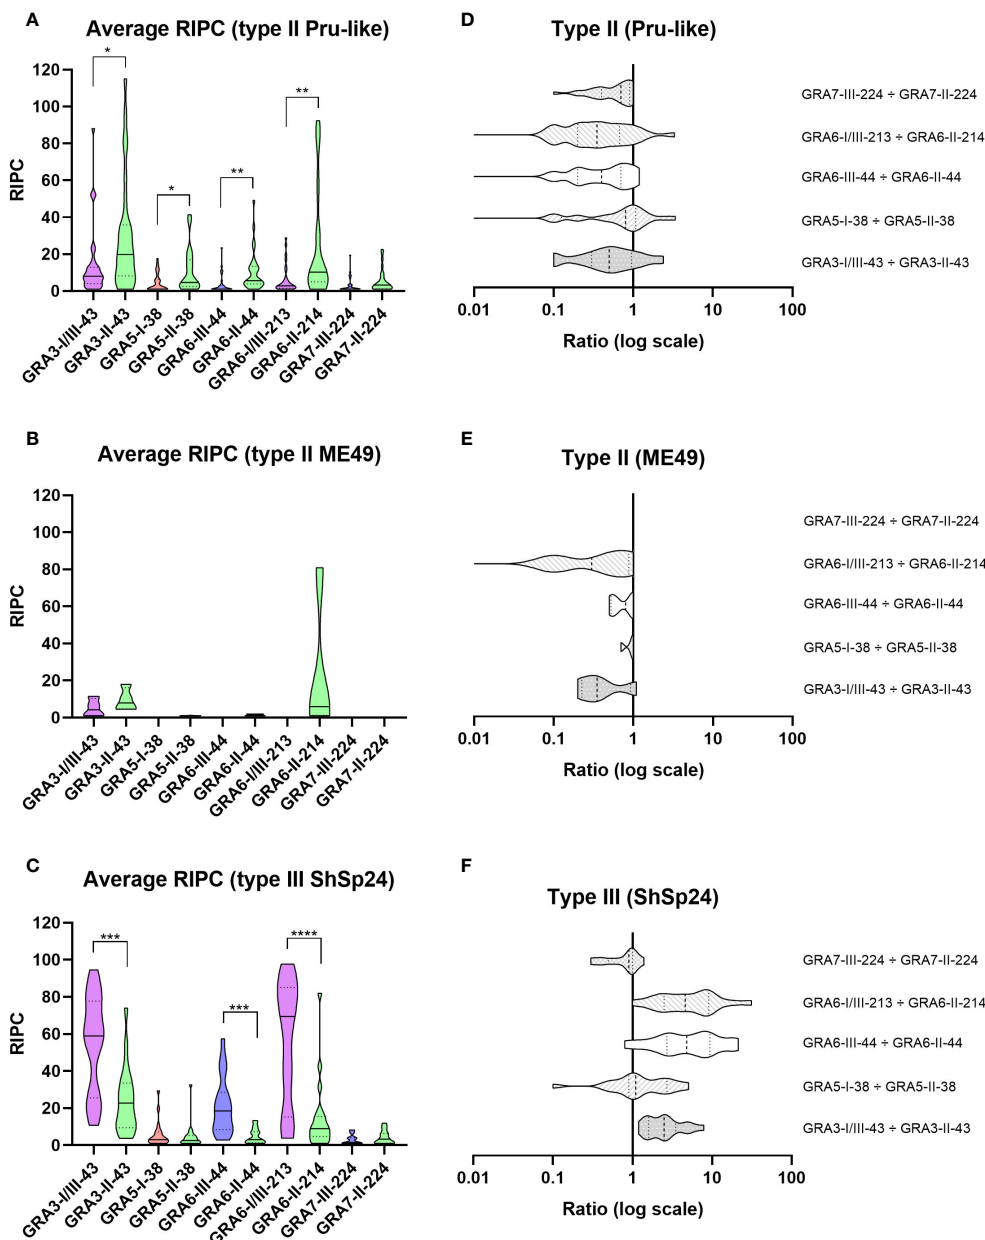 A
Average RIPC (type II Pru-like)
RIPC
120
100
80
60
40
20
0
*
*
**
**
GRA3-I/III-43
GRA3-II-43
GRA5-I-38
GRA5-II-38
GRA6-III-44
GRA6-II-44
GRA6-I/III-213
GRA6-II-214
GRA7-III-224
GRA7-II-224
D
Type II (Pru-like)
GRA7-III-224 ÷ GRA7-II-224
GRA6-I/III-213 ÷ GRA6-II-214
GRA6-III-44 ÷ GRA6-II-44
GRA5-I-38 ÷ GRA5-II-38
GRA3-I/III-43 ÷ GRA3-II-43
0.01 0.1 1 10 100
Ratio (log scale)
B
Average RIPC (type II ME49)
RIPC
120
100
80
60
40
20
0
GRA3-I/III-43
GRA3-II-43
GRA5-I-38
GRA5-II-38
GRA6-III-44
GRA6-II-44
GRA6-I/III-213
GRA6-II-214
GRA7-III-224
GRA7-II-224
E
Type II (ME49)
GRA7-III-224 ÷ GRA7-II-224
GRA6-I/III-213 ÷ GRA6-II-214
GRA6-III-44 ÷ GRA6-II-44
GRA5-I-38 ÷ GRA5-II-38
GRA3-I/III-43 ÷ GRA3-II-43
0.01 0.1 1 10 100
Ratio (log scale)
C
Average RIPC (type III ShSp24)
RIPC
120
100
80
60
40
20
0
***
***
****
GRA3-I/III-43
GRA3-II-43
GRA5-I-38
GRA5-II-38
GRA6-III-44
GRA6-II-44
GRA6-I/III-213
GRA6-II-214
GRA7-III-224
GRA7-II-224
F
Type III (ShSp24)
GRA7-III-224 ÷ GRA7-II-224
GRA6-I/III-213 ÷ GRA6-II-214
GRA6-III-44 ÷ GRA6-II-44
GRA5-I-38 ÷ GRA5-II-38
GRA3-I/III-43 ÷ GRA3-II-43
0.01 0.1 1 10 100
Ratio (log scale)